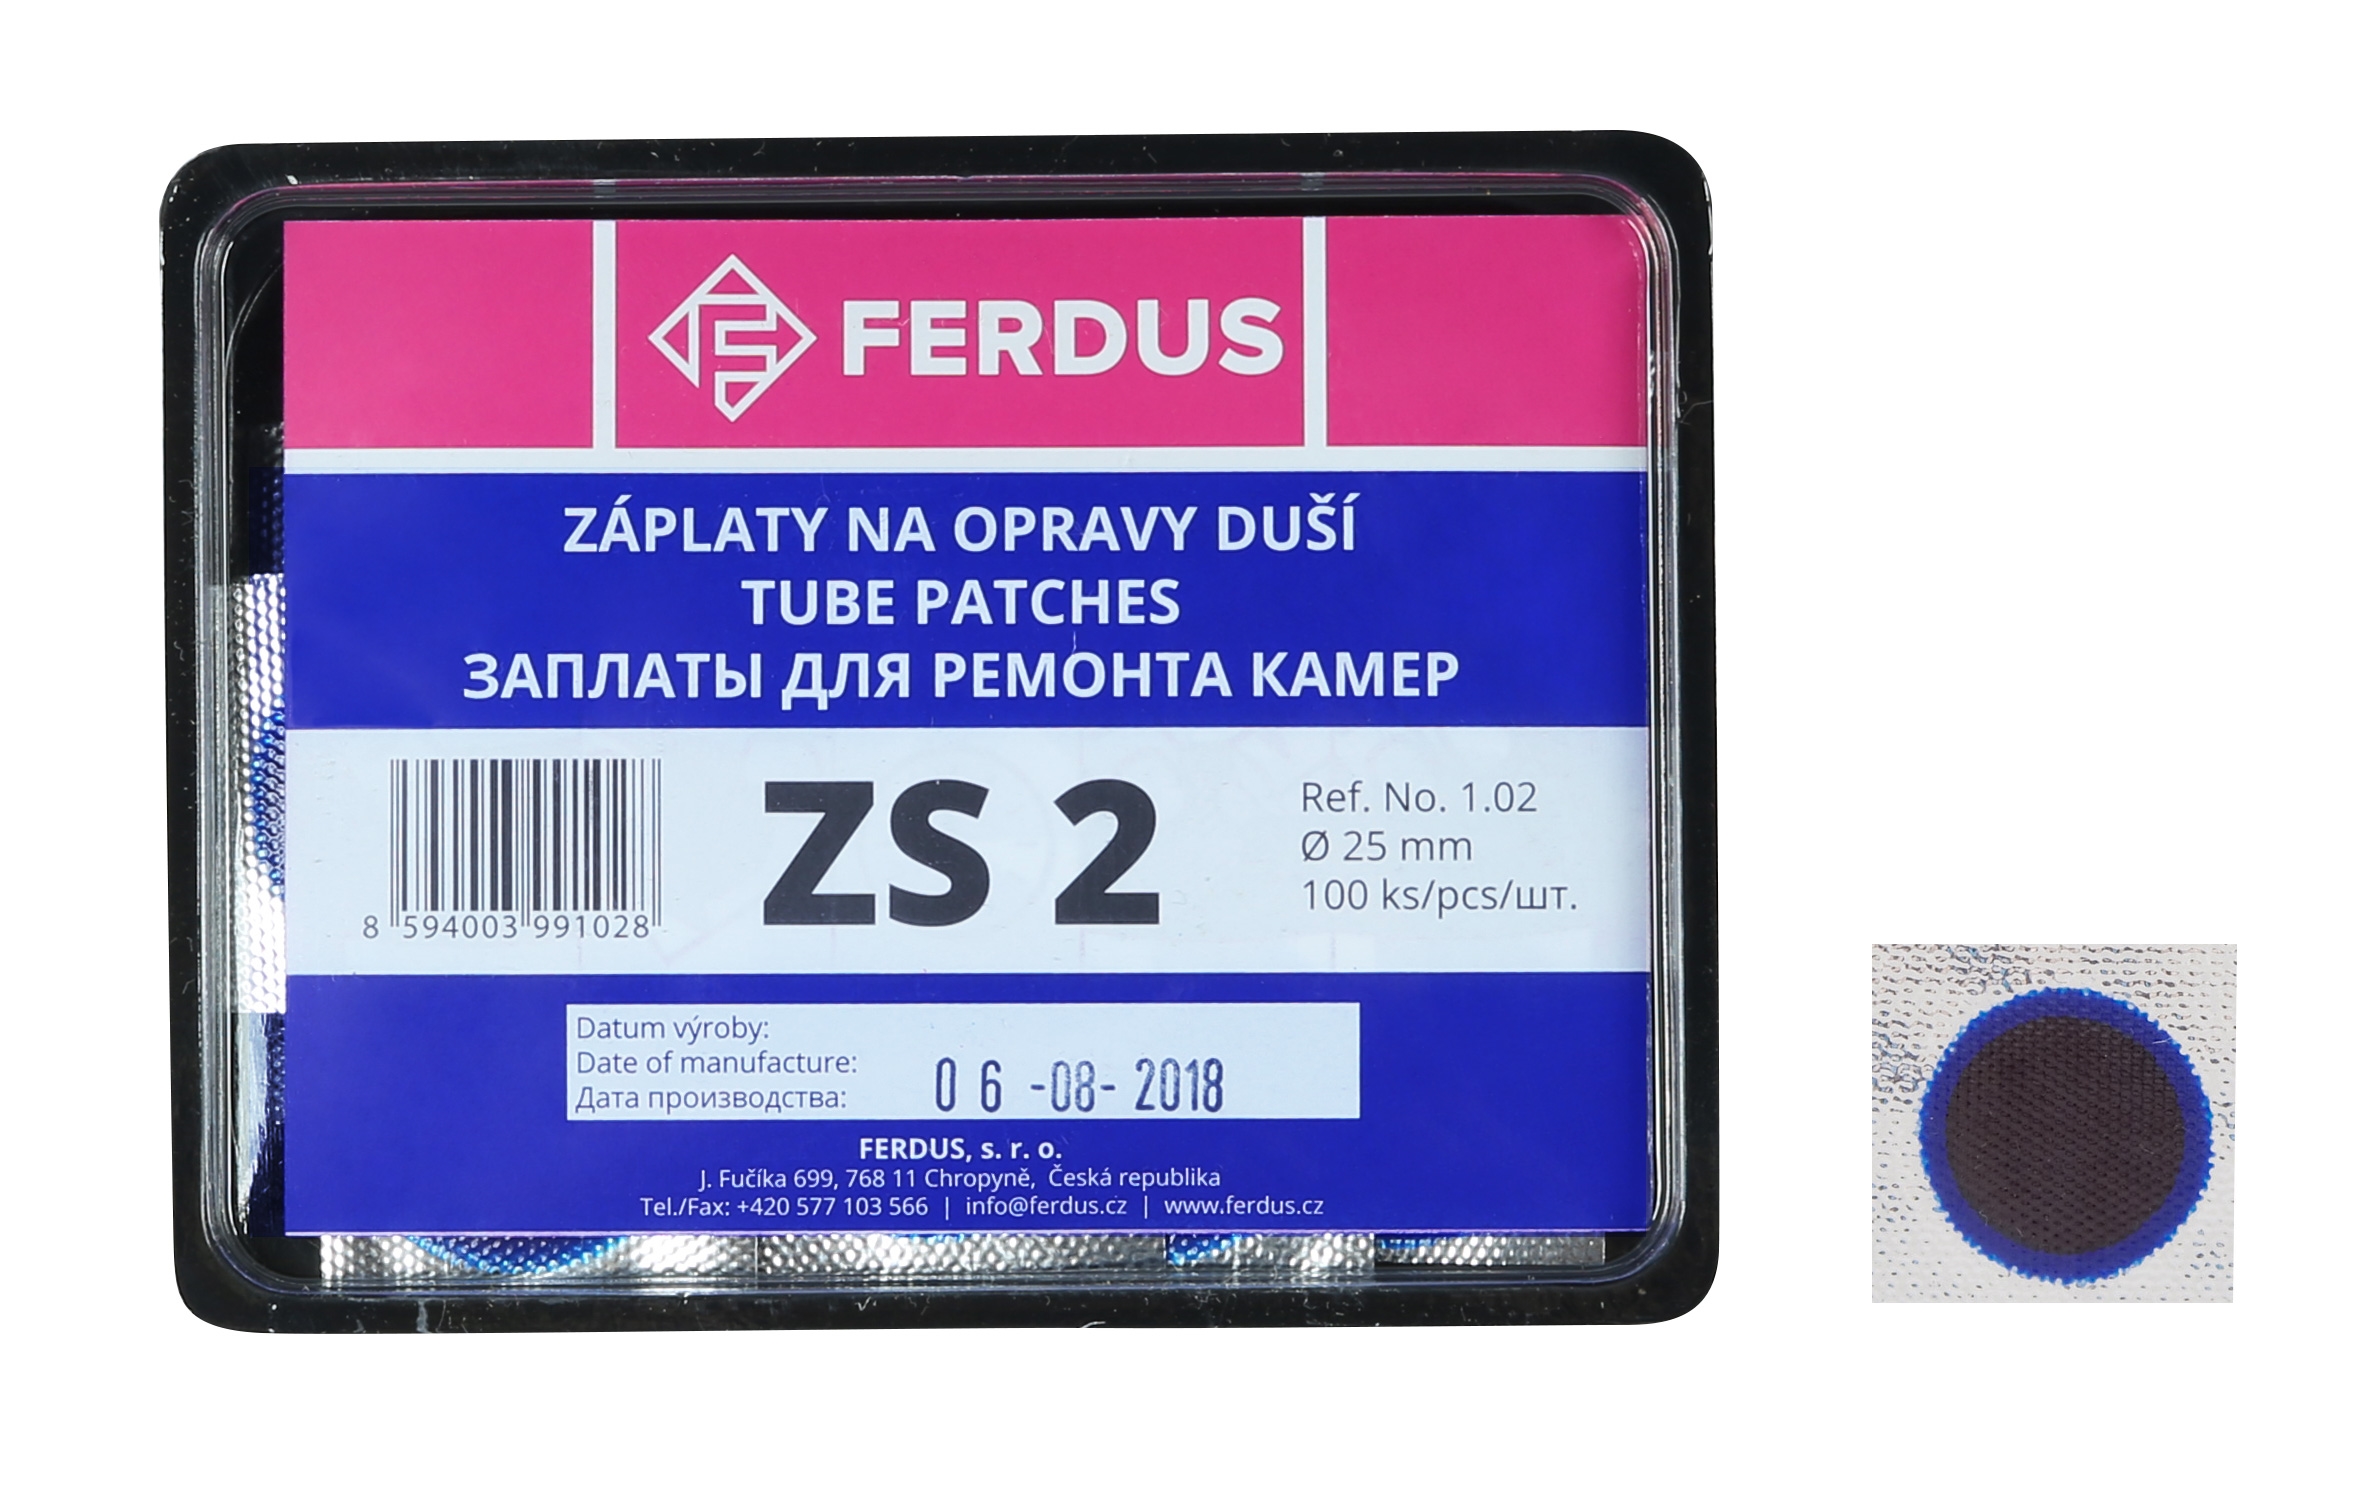 FERDUS
ZÁPLATY NA OPRAVY DUŠÍ
TUBE PATCHES
ЗАПЛАТЫ ДЛЯ РЕМОНТА КАМЕР
8 594003 991028
ZS 2
Ref. No. 1.02
Ø 25 mm
100 ks/pcs/шт.
Datum výroby:
Date of manufacture:
Дата производства:
06 -08- 2018
FERDUS, s. r. o.
J. Fučíka 699, 768 11 Chropyně, Česká republika
Tel./Fax: +420 577 103 566 | info@ferdus.cz | www.ferdus.cz